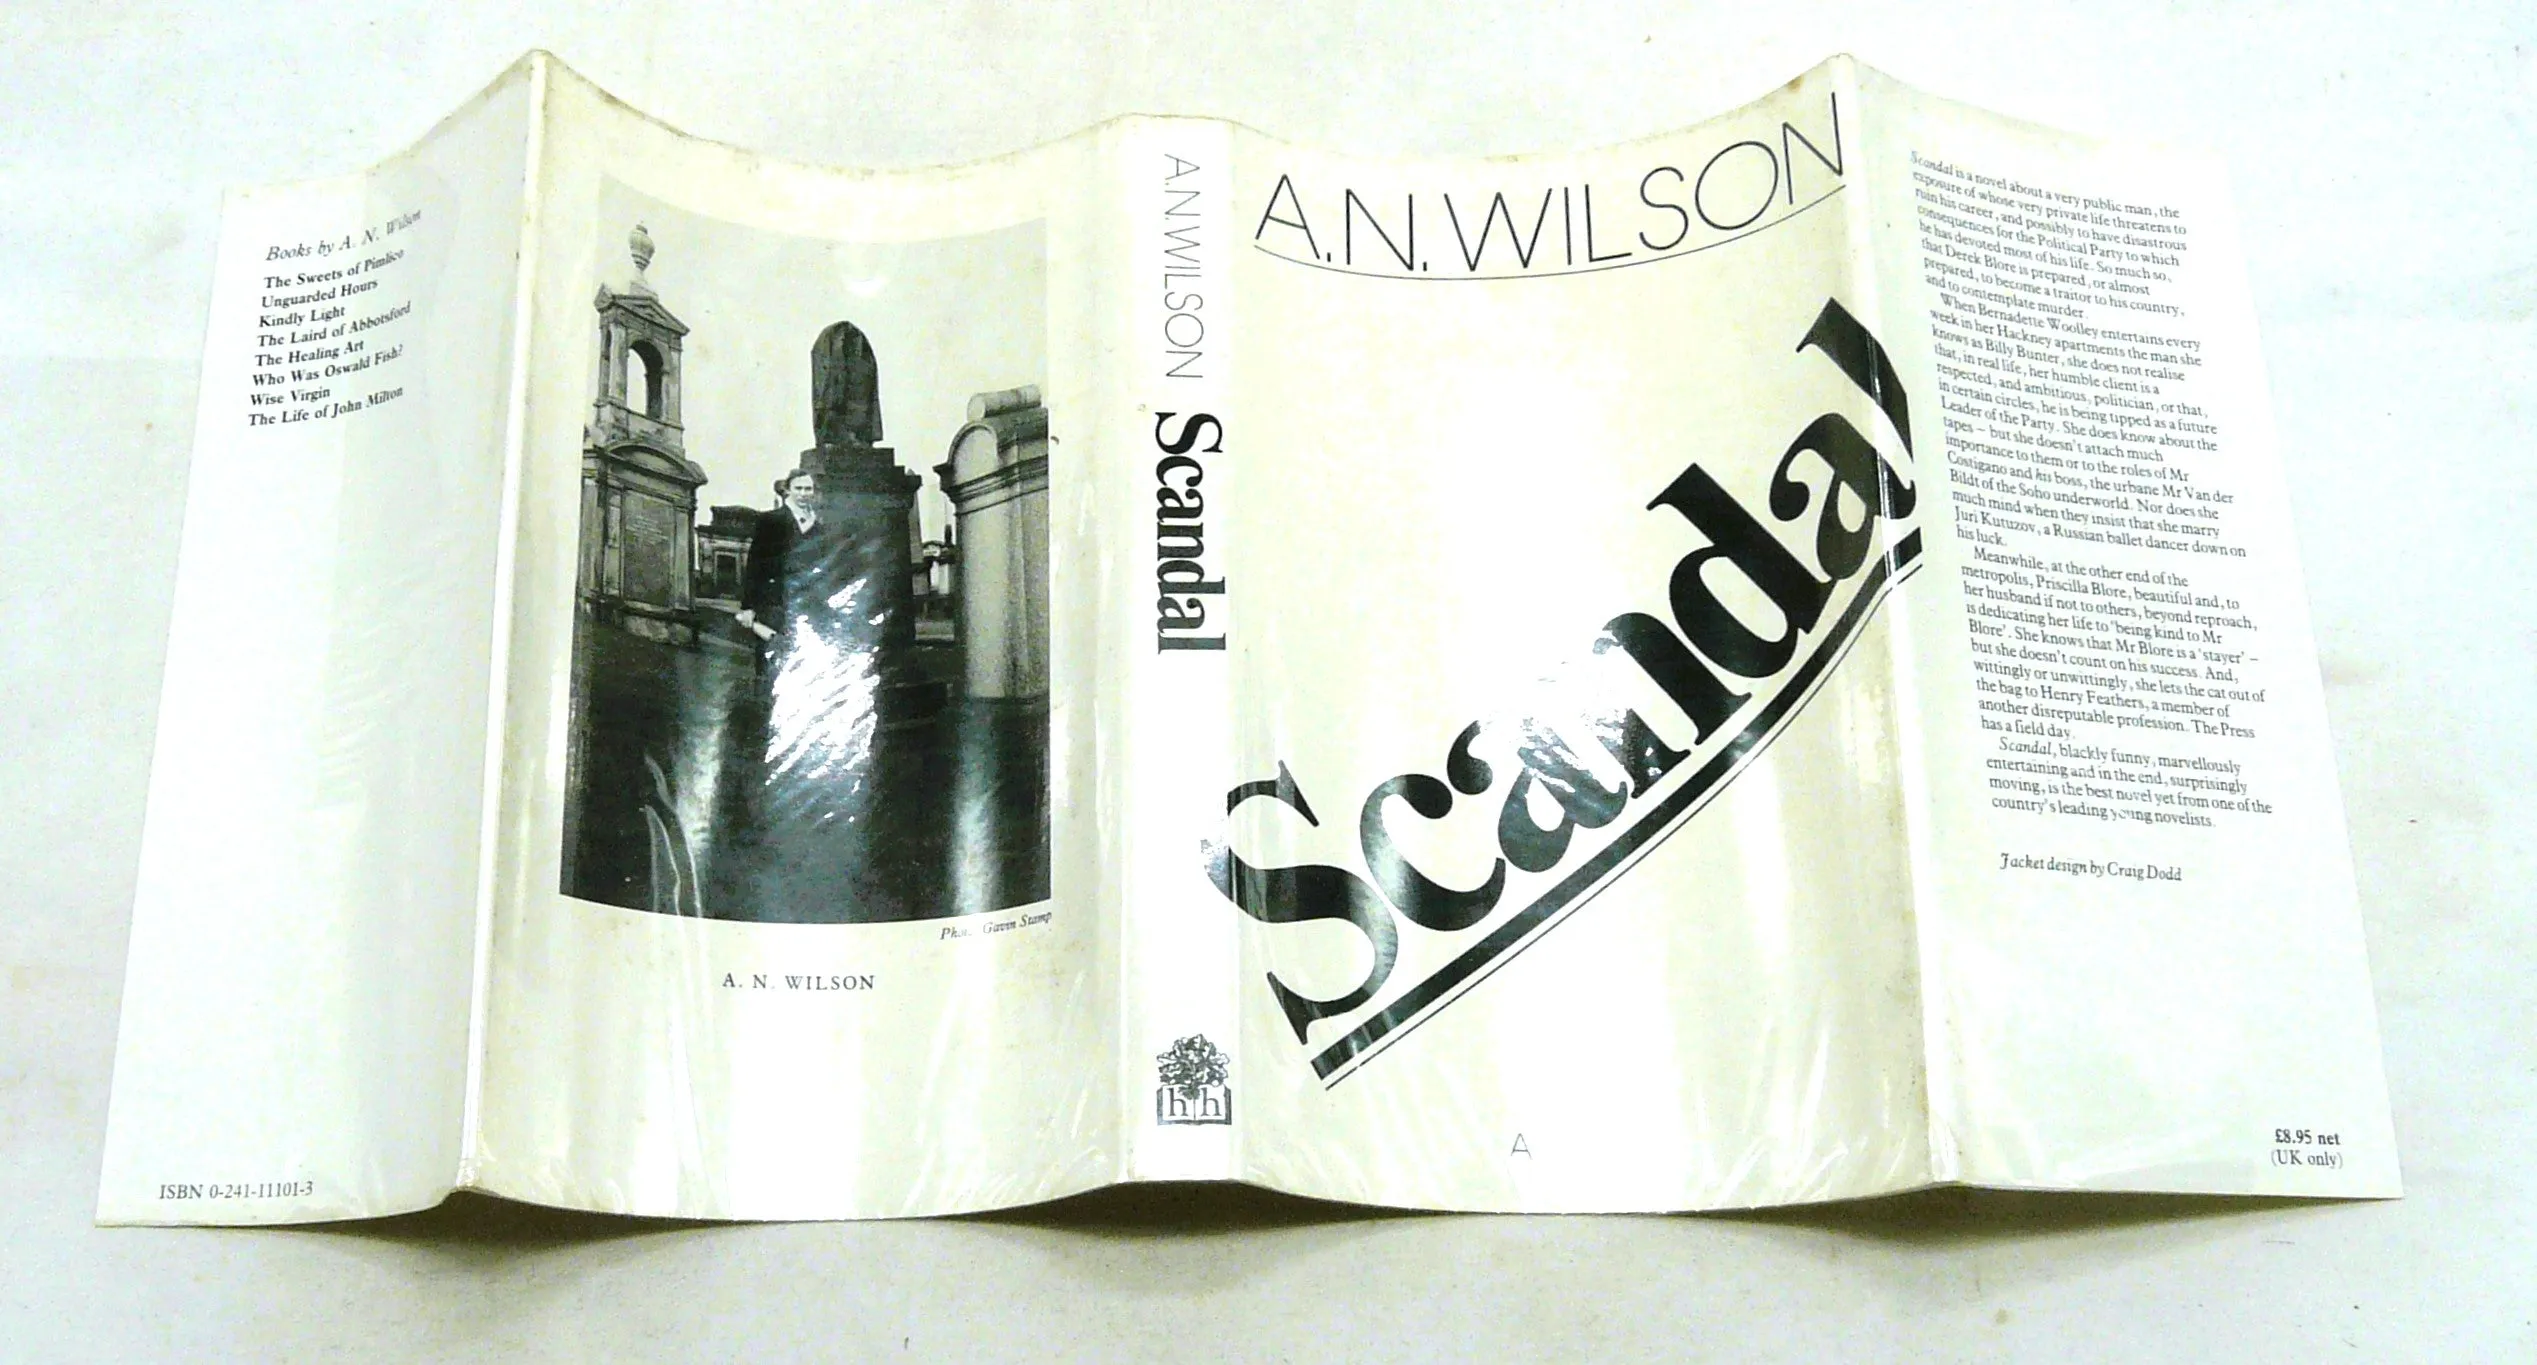 Books by A. N. Wilson
The Sweets of Pimlico
Unguarded Hours
Kindly Light
The Laird of Abbotsford
The Healing Art
Who Was Oswald Fish?
Wise Virgin
The Life of John Milton
ISBN 0-241-11101-3
Gavin Stamp
A. N. WILSON
A.N.WILSON
Scandal
h h
A.N.WILSON
Scandal
A
Scandal is a novel about a very public man, the
exposure of whose very private life threatens to
ruin his career, and possibly to have disastrous
consequences for the Political Party to which
he has devoted most of his life. So much so,
that Derek Blore is prepared, or almost
prepared, to become a traitor to his country,
and to contemplate murder.
When Bernadette Woolley entertains every
week in her Hackney apartments the man she
knows as Billy Bunter, she does not realise
that, in real life, her humble client is a
respected, and ambitious, politician, or that,
in certain circles, he is being tipped as a future
Leader of the Party. She does know about the
tapes – but she doesn't attach much
importance to them or to the roles of Mr
Costigano and his boss, the urbane Mr Van der
Bildt of the Soho underworld. Nor does she
much mind when they insist that she marry
Juri Kutuzov, a Russian ballet dancer down on
his luck.
Meanwhile, at the other end of the
metropolis, Priscilla Blore, beautiful and, to
her husband if not to others, beyond reproach,
is dedicating her life to 'being kind to Mr
Blore'. She knows that Mr Blore is a 'stayer' –
but she doesn't count on his success. And,
wittingly or unwittingly, she lets the cat out of
the bag to Henry Feathers, a member of
another disreputable profession. The Press
has a field day.
Scandal, blackly funny, marvellously
entertaining and in the end, surprisingly
moving, is the best novel yet from one of the
country's leading young novelists.
Jacket design by Craig Dodd
£8.95 net
(UK only)